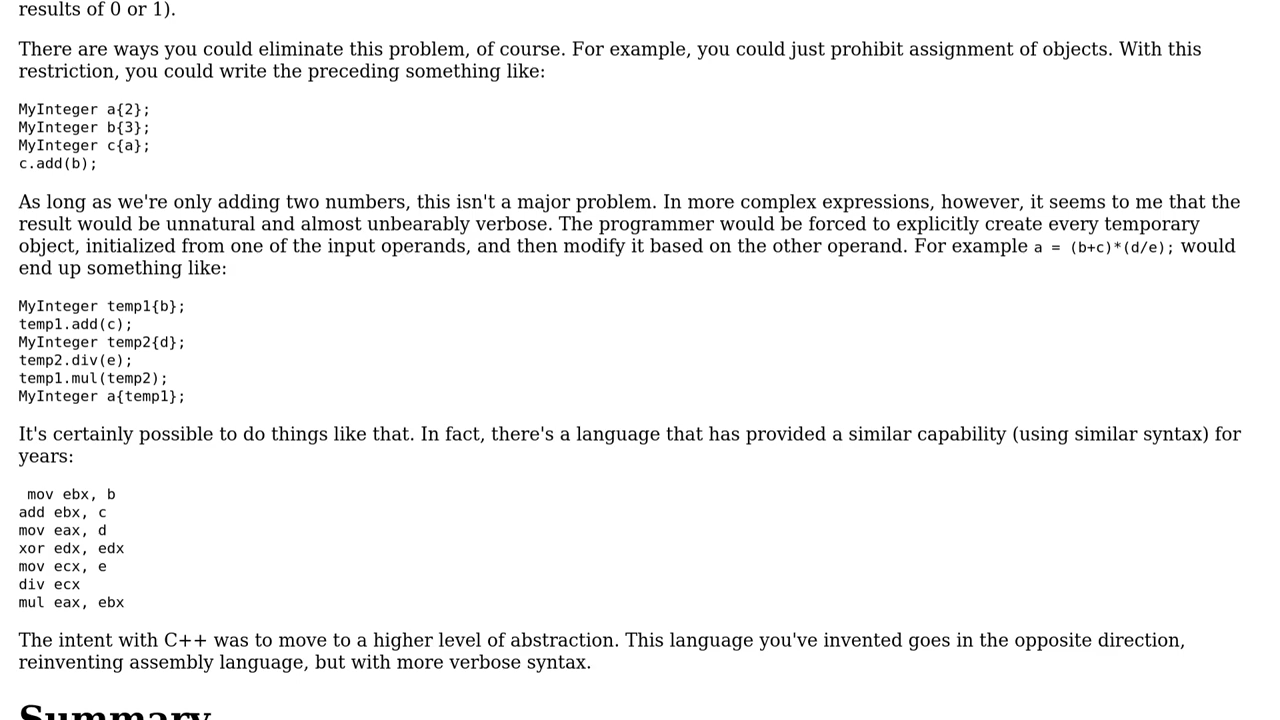 results of 0 or 1).
There are ways you could eliminate this problem, of course. For example, you could just prohibit assignment of objects. With this
restriction, you could write the preceding something like:
MyInteger a{2};
MyInteger b{3};
MyInteger c{a};
c.add(b);
As long as we're only adding two numbers, this isn't a major problem. In more complex expressions, however, it seems to me that the
result would be unnatural and almost unbearably verbose. The programmer would be forced to explicitly create every temporary
object, initialized from one of the input operands, and then modify it based on the other operand. For example a = (b+c)*(d/e); would
end up something like:
MyInteger temp1{b};
temp1.add(c);
MyInteger temp2{d};
temp2.div(e);
temp1.mul(temp2);
MyInteger a{temp1};
It's certainly possible to do things like that. In fact, there's a language that has provided a similar capability (using similar syntax) for
years:
mov ebx, b
add ebx, c
mov eax, d
xor edx, edx
mov ecx, e
div ecx
mul eax, ebx
The intent with C++ was to move to a higher level of abstraction. This language you've invented goes in the opposite direction,
reinventing assembly language, but with more verbose syntax.
Summary